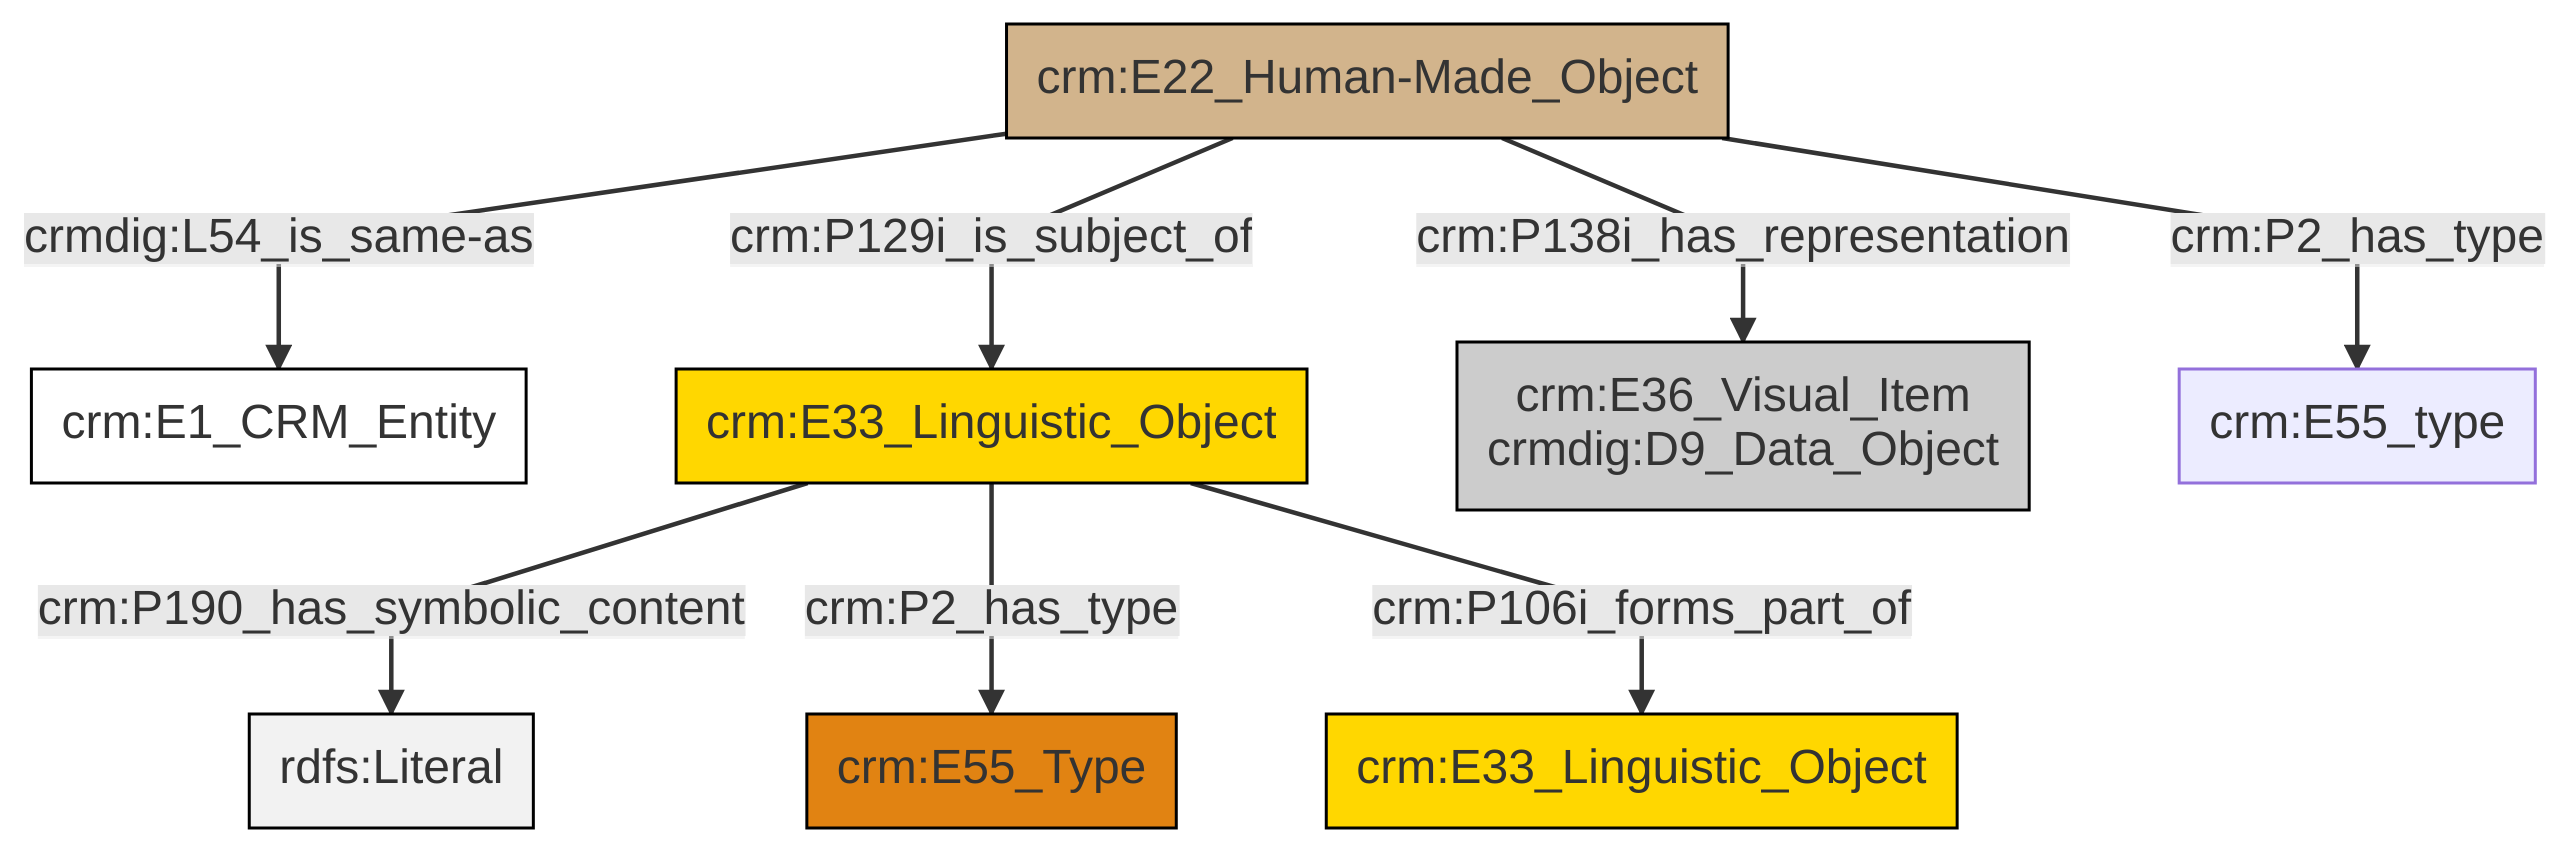 crm:E22_Human-Made_Object
crmdig:L54_is_same-as
crm:P129i_is_subject_of
crm:P138i_has_representation
crm:P2_has_type
crm:E1_CRM_Entity
crm:E33_Linguistic_Object
crm:E36_Visual_Item
crmdig:D9_Data_Object
crm:E55_type
crm:P190_has_symbolic_content
crm:P2_has_type
crm:P106i_forms_part_of
rdfs:Literal
crm:E55_Type
crm:E33_Linguistic_Object